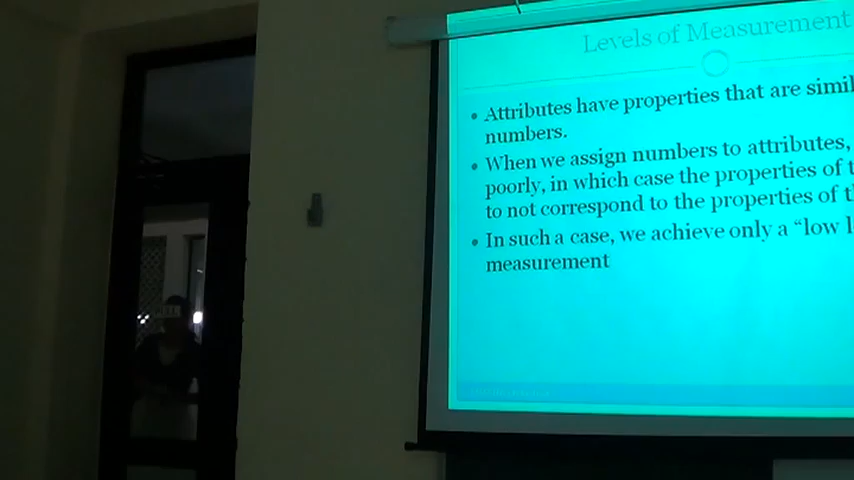 Levels of Measurement
• Attributes have properties that are
numbers.
• When we assign numbers to attributes,
poorly, in which case the properties of
to not correspond to the properties of
• In such a case, we achieve only a "low
measurement